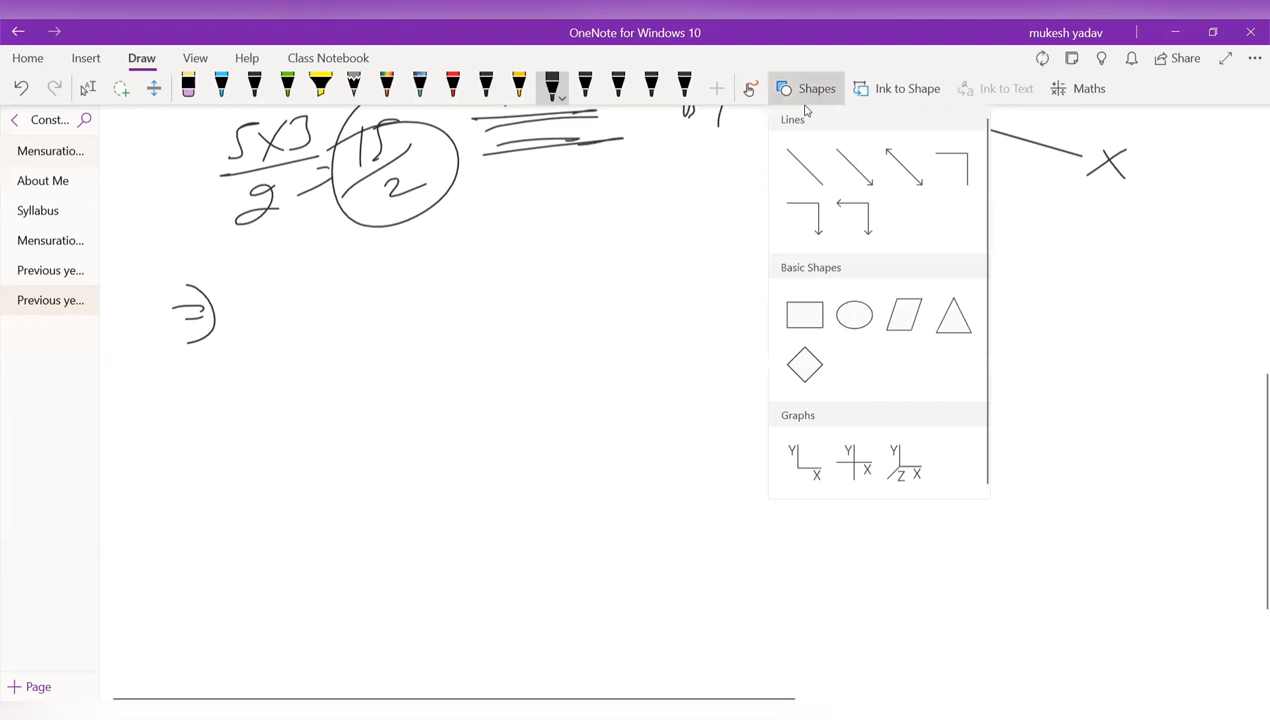 OneNote for Windows 10
mukesh yadav
Home Insert Draw View Help Class Notebook
Share
Shapes Ink to Shape Ink to Text Maths
Const...
Mensuratio...
About Me
Syllabus
Mensuratio...
Previous ye...
Previous ye...
Page
5×3/2 = 15/2
⇒
X
Lines
Basic Shapes
Graphs
Y X Y X Y Z X